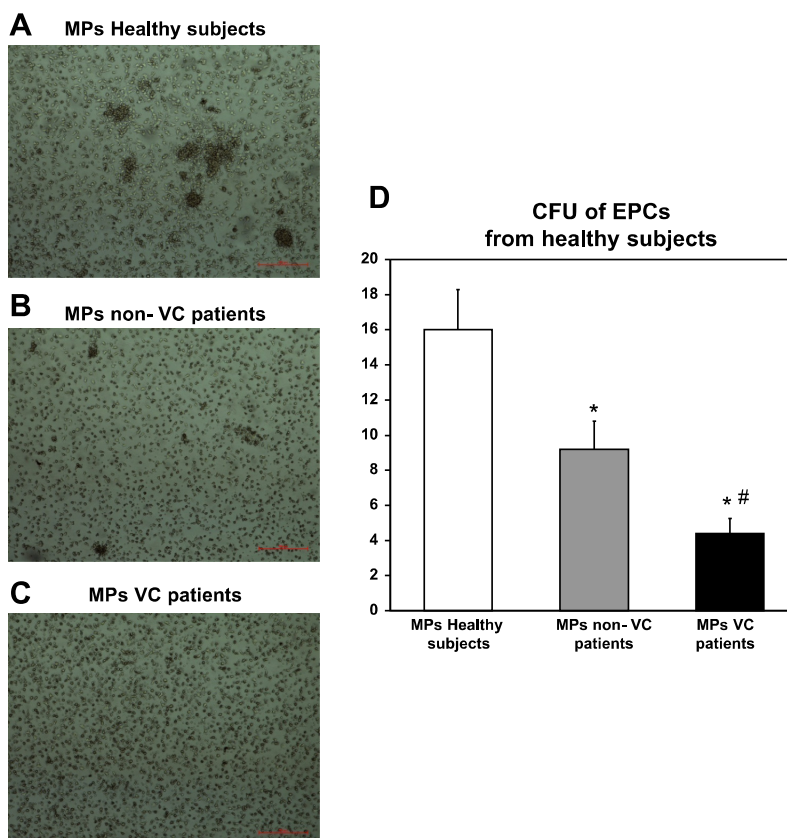 A MPs Healthy subjects
B MPs non- VC patients
C MPs VC patients
D
CFU of EPCs
from healthy subjects
20
18
16
14
12
10
8
6
4
2
0
*
* #
MPs Healthy
subjects
MPs non- VC
patients
MPs VC
patients